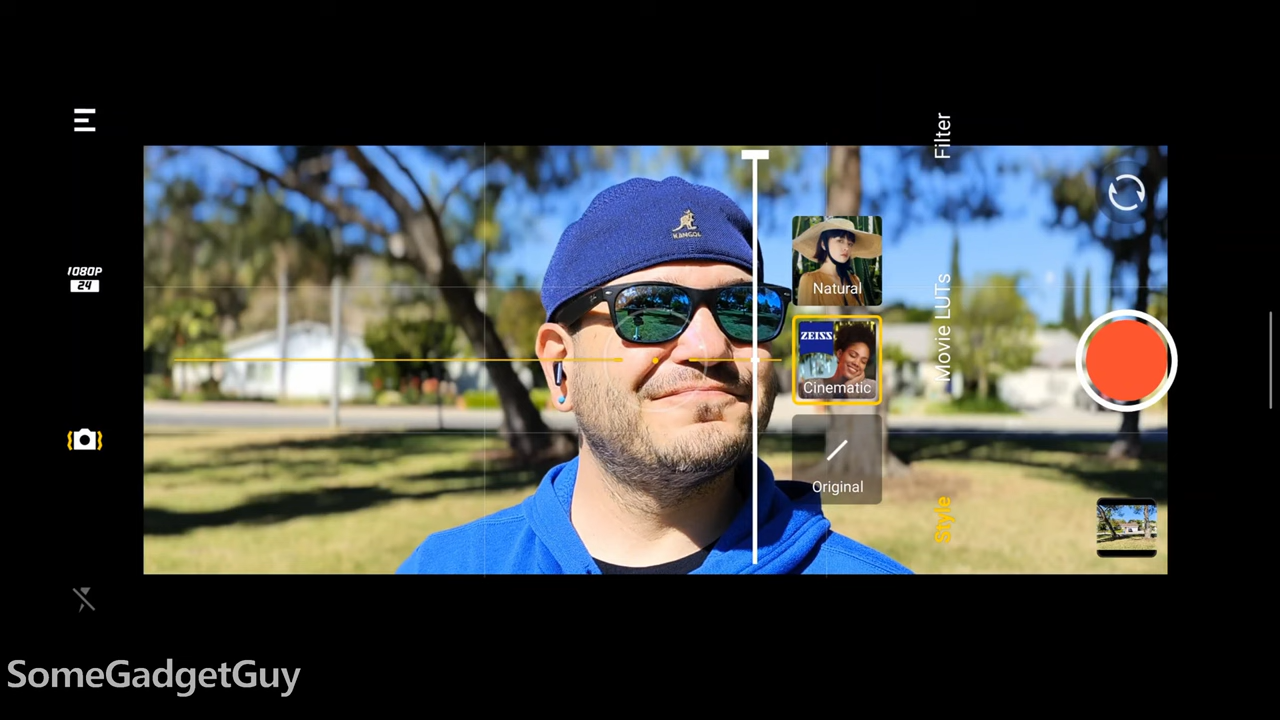 1080P
24
KANGOL
Natural
ZEISS
Cinematic
Original
Filter
Movie LUTs
Style
SomeGadgetGuy